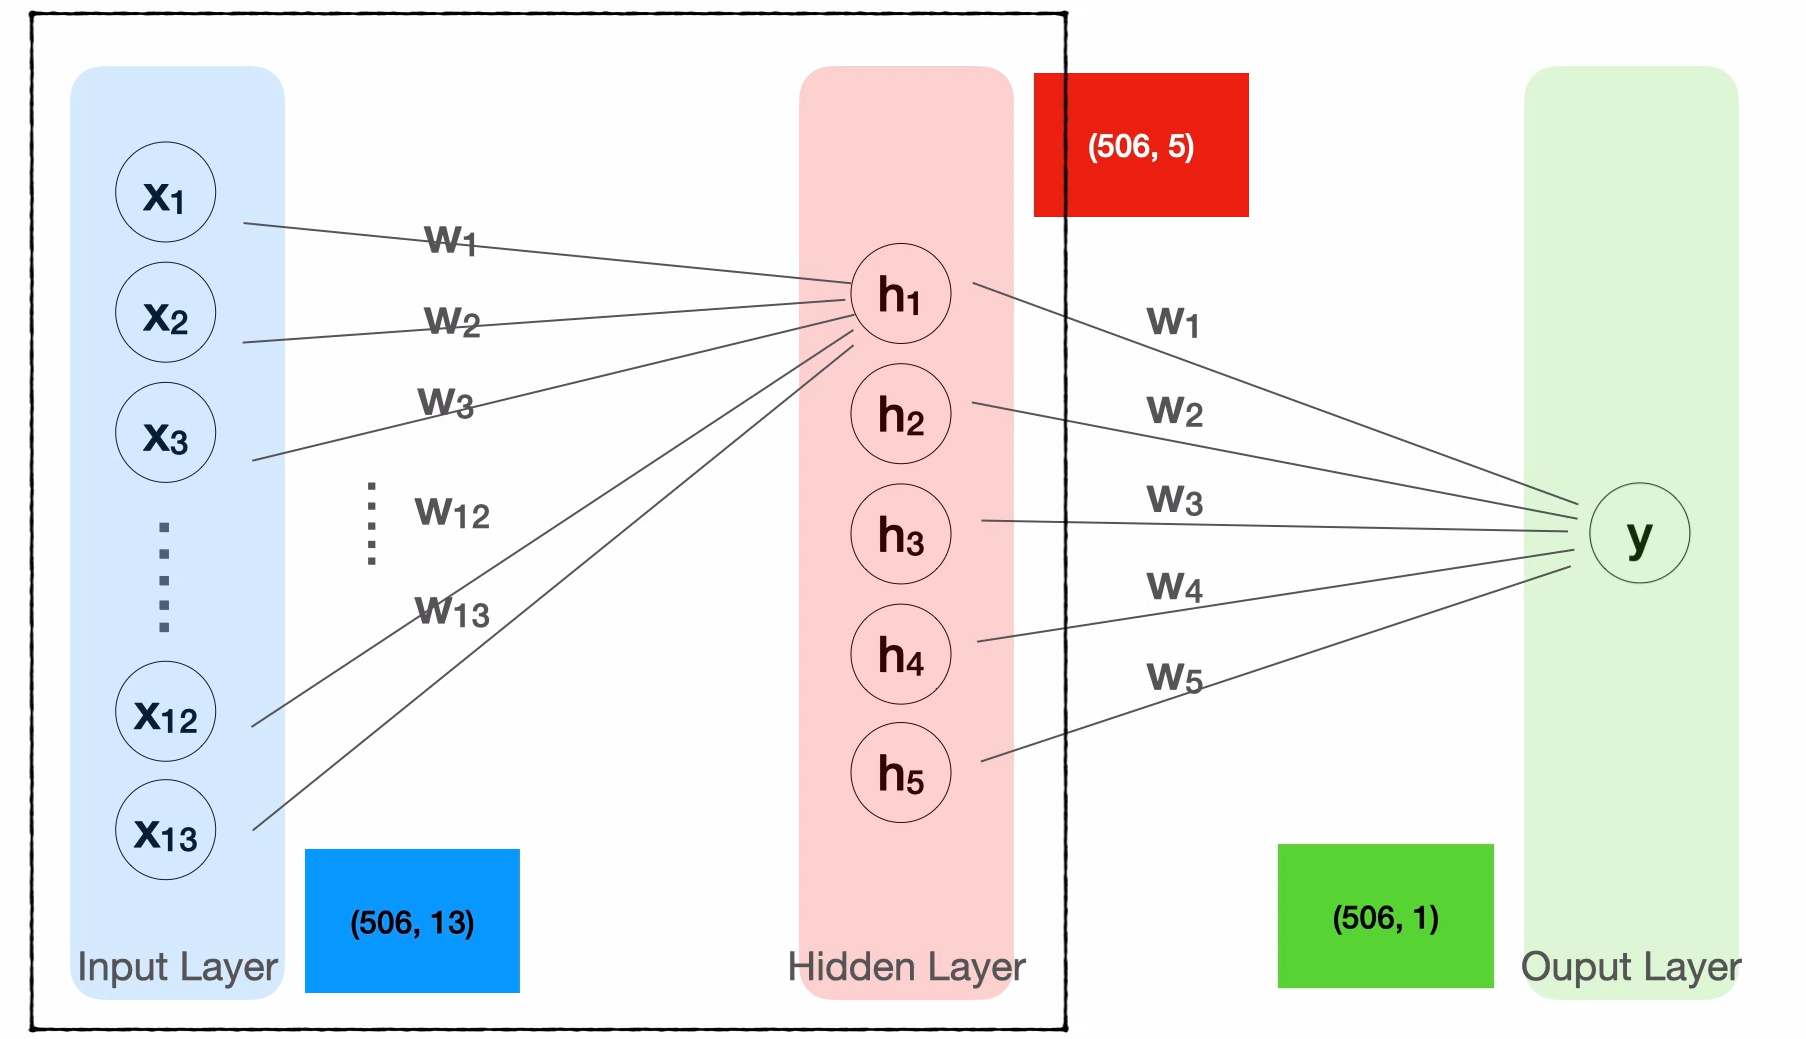 x1
x2
x3
x12
x13
Input Layer
(506, 13)
w1
w2
w3
w12
w13
h1
h2
h3
h4
h5
Hidden Layer
(506, 5)
w1
w2
w3
w4
w5
(506, 1)
y
Ouput Layer